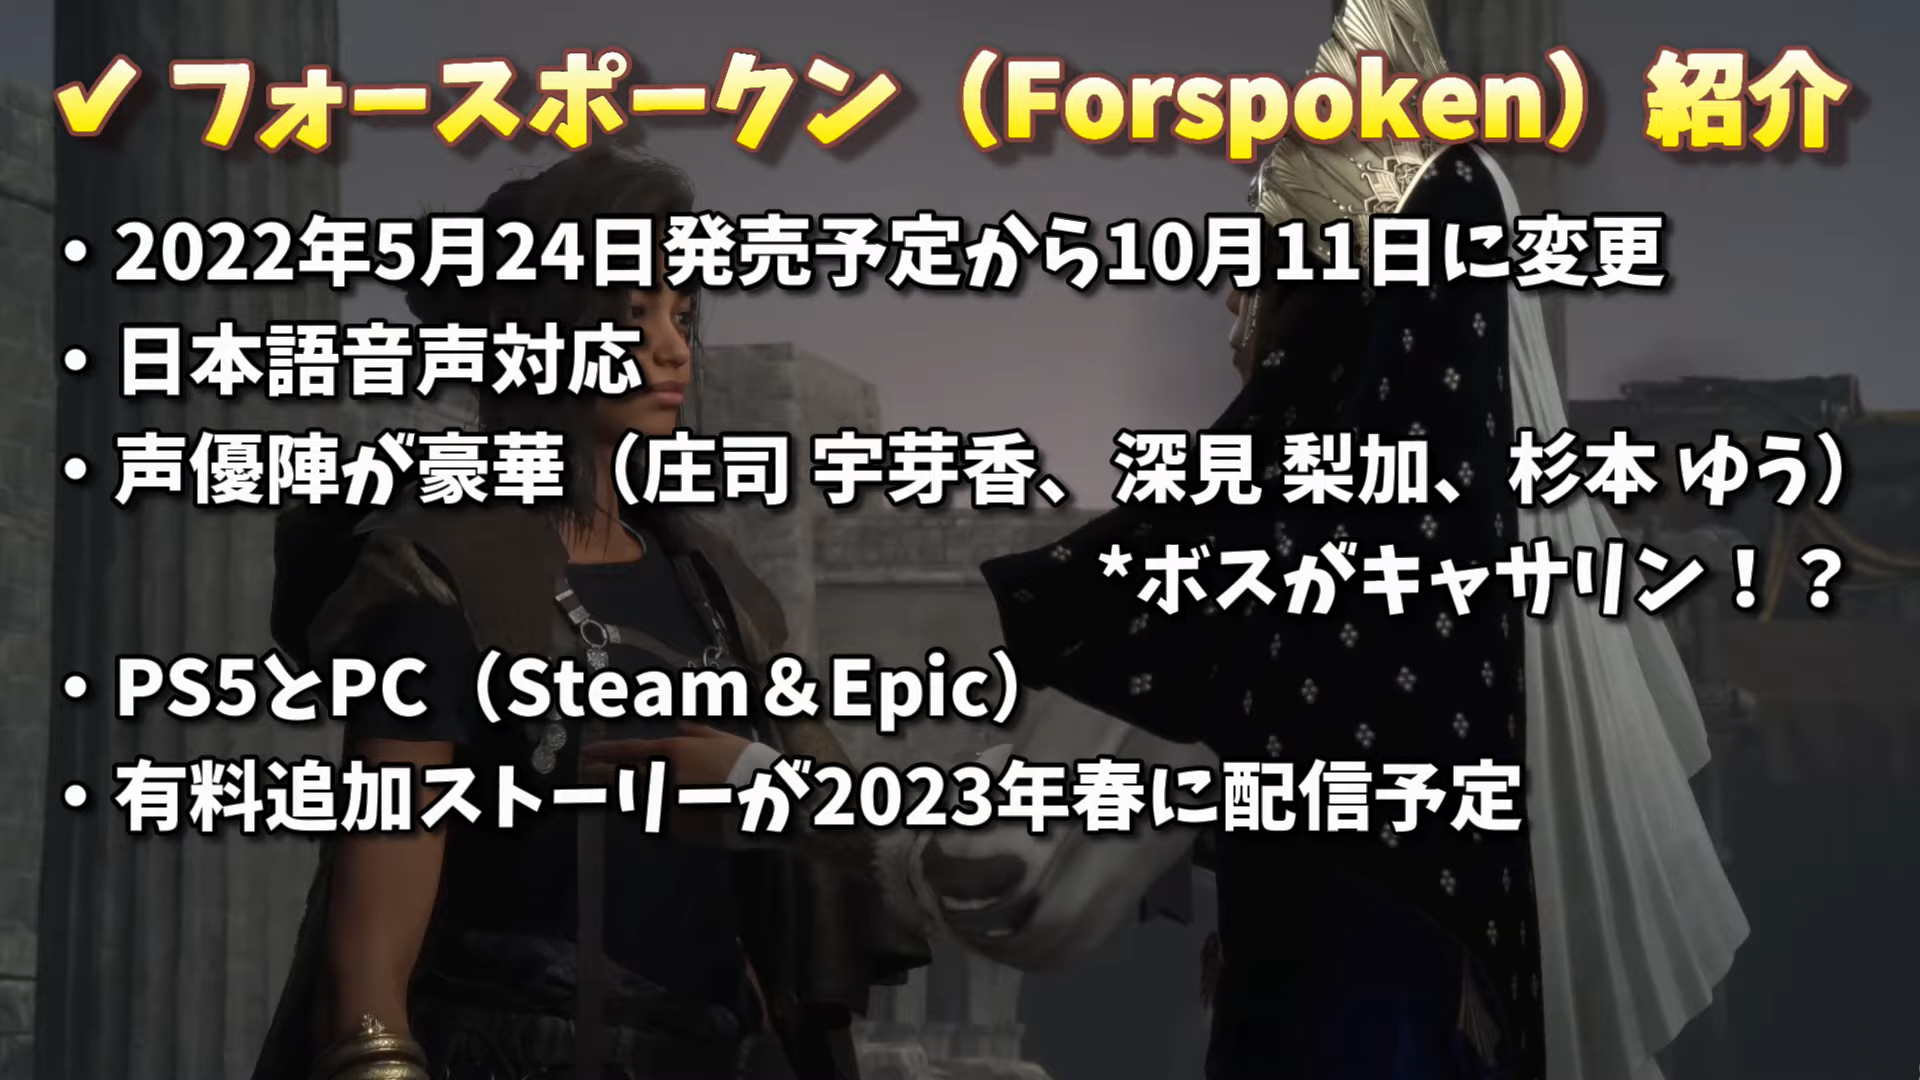 ✓フォースポークン（Forspoken）紹介
・2022年5月24日発売予定から10月11日に変更
・日本語音声対応
・声優陣が豪華（庄司 宇芽香、深見 梨加、杉本 ゆう）
*ボスがキャサリン！？
・PS5とPC（Steam＆Epic）
・有料追加ストーリーが2023年春に配信予定